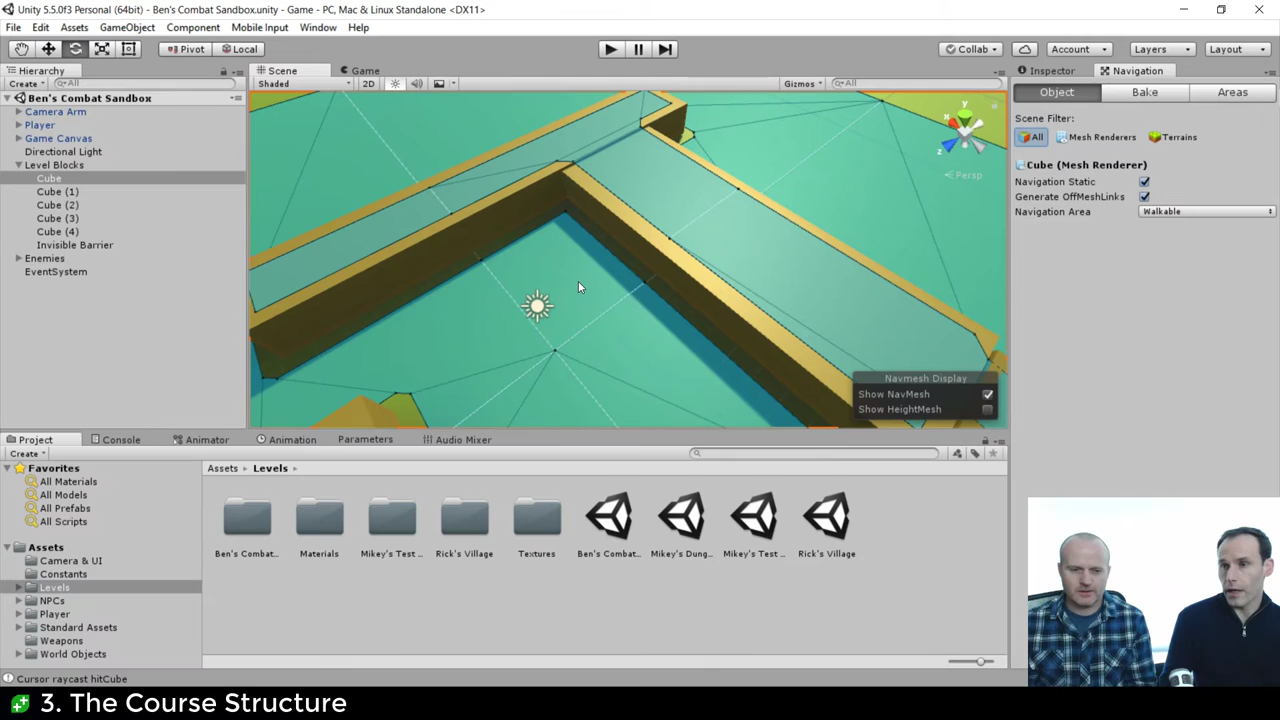 Unity 5.5.0f3 Personal (64bit) - Ben's Combat Sandbox.unity - Game - PC, Mac & Linux Standalone <DX11>
File Edit Assets GameObject Component Mobile Input Window Help
Pivot Local Collab Account Layers Layout
Hierarchy
Create All
Ben's Combat Sandbox
Camera Arm
Player
Game Canvas
Directional Light
Level Blocks
Cube
Cube (1)
Cube (2)
Cube (3)
Cube (4)
Invisible Barrier
Enemies
EventSystem
Scene Game
Shaded 2D Gizmos All
y
x
z
Persp
Navmesh Display
Show NavMesh
Show HeightMesh
Inspector Navigation
Object Bake Areas
Scene Filter:
All Mesh Renderers Terrains
Cube (Mesh Renderer)
Navigation Static
Generate OffMeshLinks
Navigation Area Walkable
Project Console Animator Animation Parameters Audio Mixer
Create
Favorites
All Materials
All Models
All Prefabs
All Scripts
Assets
Camera & UI
Constants
Levels
NPCs
Player
Standard Assets
Weapons
World Objects
Assets Levels
Ben's Combat... Materials Mikey's Test ... Rick's Village Textures Ben's Combat... Mikey's Dung... Mikey's Test ... Rick's Village
Cursor raycast hitCube
3. The Course Structure